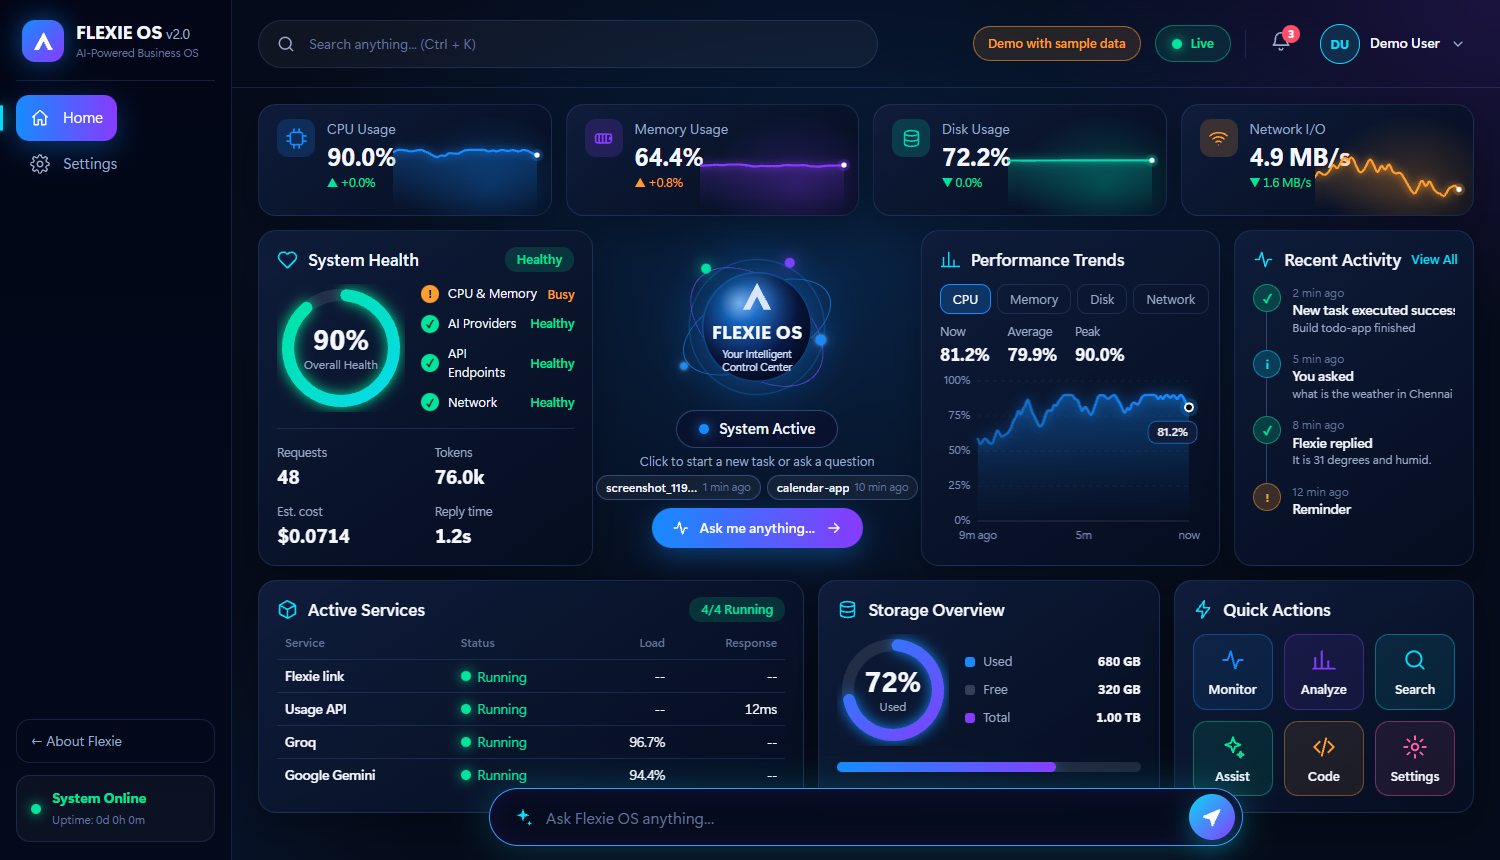 FLEXIE OS v2.0
AI-Powered Business OS
Home
Settings
← About Flexie
System Online
Uptime: 0d 0h 0m
Search anything... (Ctrl + K)
Demo with sample data
Live
3
DU
Demo User
CPU Usage
90.0%
▲ +0.0%
Memory Usage
64.4%
▲ +0.8%
Disk Usage
72.2%
▼ 0.0%
Network I/O
4.9 MB/s
▼ 1.6 MB/s
System Health
Healthy
90%
Overall Health
CPU & Memory Busy
AI Providers Healthy
API
Endpoints
Healthy
Network Healthy
Requests
48
Tokens
76.0k
Est. cost
$0.0714
Reply time
1.2s
FLEXIE OS
Your Intelligent
Control Center
System Active
Click to start a new task or ask a question
screenshot_119... 1 min ago
calendar-app 10 min ago
Ask me anything... →
Performance Trends
CPU
Memory
Disk
Network
Now
81.2%
Average
79.9%
Peak
90.0%
100%
75%
50%
25%
0%
81.2%
9m ago
5m
now
Recent Activity
View All
2 min ago
New task executed success
Build todo-app finished
5 min ago
You asked
what is the weather in Chennai
8 min ago
Flexie replied
It is 31 degrees and humid.
12 min ago
Reminder
Active Services
4/4 Running
Service Status Load Response
Flexie link Running -- --
Usage API Running -- 12ms
Groq Running 96.7% --
Google Gemini Running 94.4% --
Storage Overview
72%
Used
Used 680 GB
Free 320 GB
Total 1.00 TB
Quick Actions
Monitor
Analyze
Search
Assist
Code
Settings
Ask Flexie OS anything...